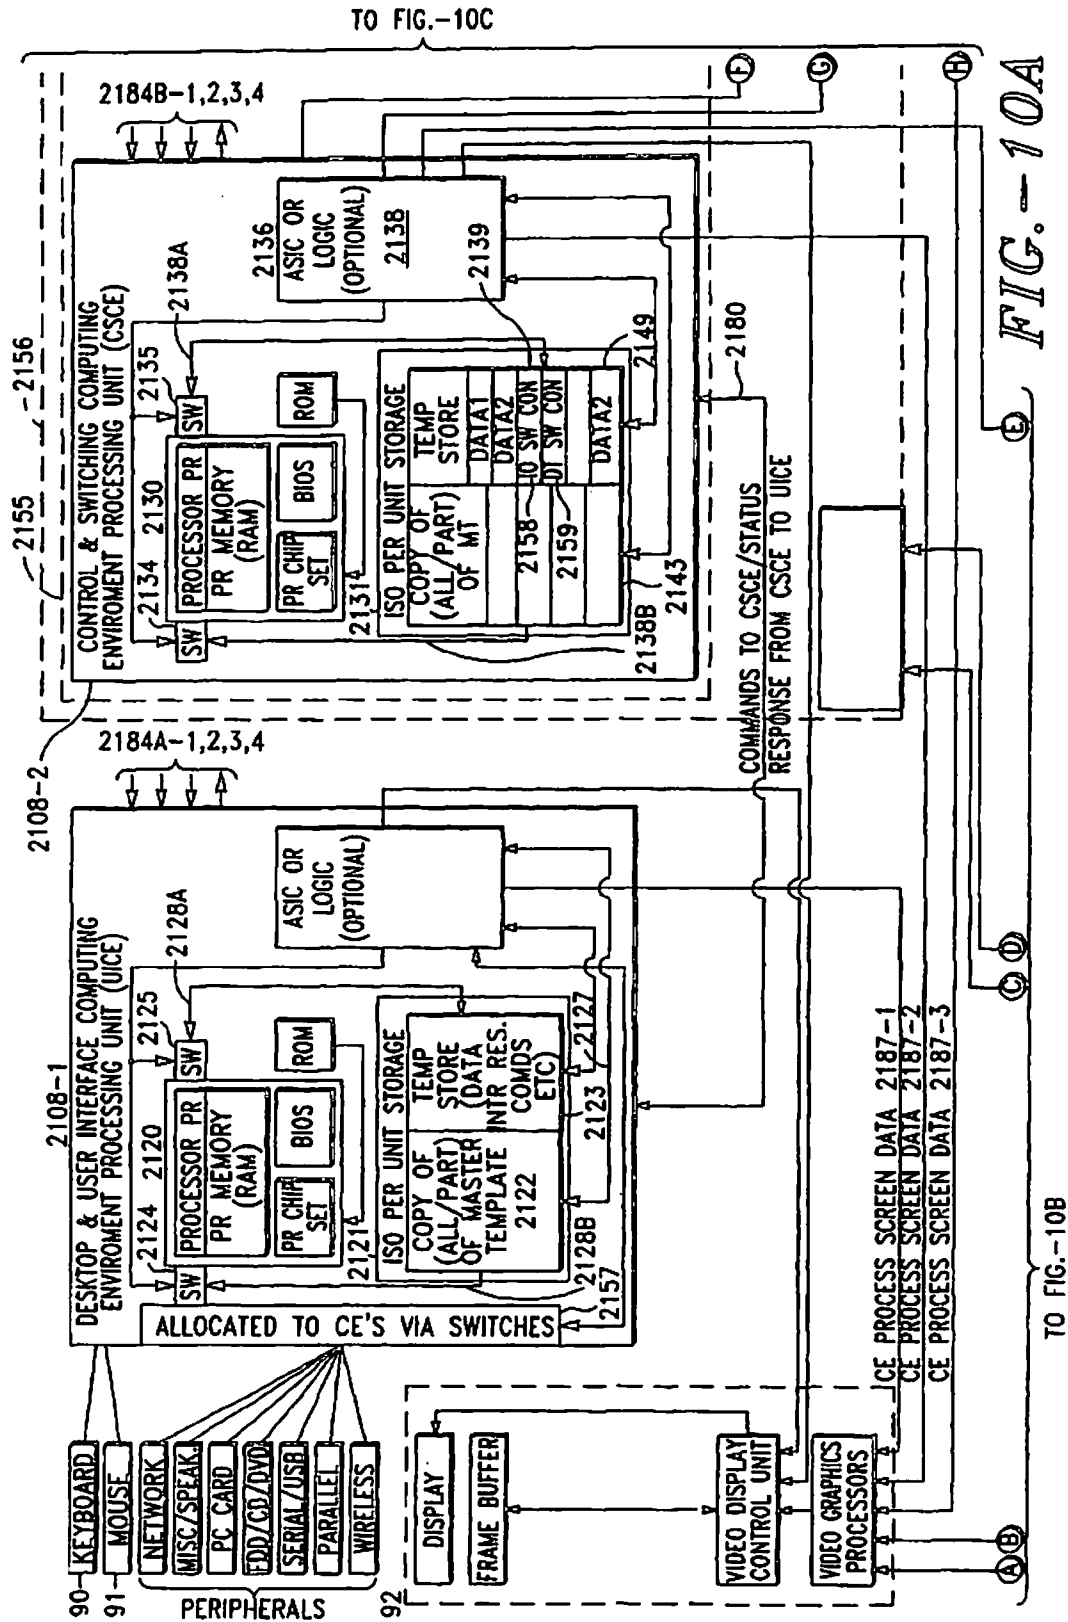 TO FIG.-10C
2155
2156
2108-2
2184B-1,2,3,4
CONTROL & SWITCHING COMPUTING
ENVIROMENT PROCESSING UNIT (CSCE)
2134
2130
2135
2138A
2136
SW
PROCESSOR PR
PR MEMORY
(RAM)
SW
PR CHIP
SET
BIOS
ROM
ASIC OR
LOGIC
(OPTIONAL)
2138
2131
ISO PER UNIT STORAGE
COPY OF
(ALL/PART)
OF MT
TEMP
STORE
DATA1
DATA2
IO SW CON
DT SW CON
DATA2
2158
2159
2139
2149
2138B
2143
2180
COMMANDS TO CSCE/STATUS
RESPONSE FROM CSCE TO UICE
F
G
H
E
FIG.-10A
2108-1
2184A-1,2,3,4
DESKTOP & USER INTERFACE COMPUTING
ENVIROMENT PROCESSING UNIT (UICE)
2124
2120
2125
2128A
SW
PROCESSOR PR
PR MEMORY
(RAM)
SW
PR CHIP
SET
BIOS
ROM
ASIC OR
LOGIC
(OPTIONAL)
2121
ISO PER UNIT STORAGE
COPY OF
(ALL/PART)
OF MASTER
TEMPLATE
2122
TEMP
STORE
(DATA
INTR RES.
COMDS
ETC)
2123
2127
2128B
2157
ALLOCATED TO CE'S VIA SWITCHES
90
KEYBOARD
91
MOUSE
NETWORK
MISC/SPEAK.
PC CARD
FDD/CD/DVD
SERIAL/USB
PARALLEL
WIRELESS
PERIPHERALS
92
DISPLAY
FRAME BUFFER
VIDEO DISPLAY
CONTROL UNIT
VIDEO GRAPHICS
PROCESSORS
CE PROCESS SCREEN DATA 2187-1
CE PROCESS SCREEN DATA 2187-2
CE PROCESS SCREEN DATA 2187-3
A
B
C
D
TO FIG.-10B